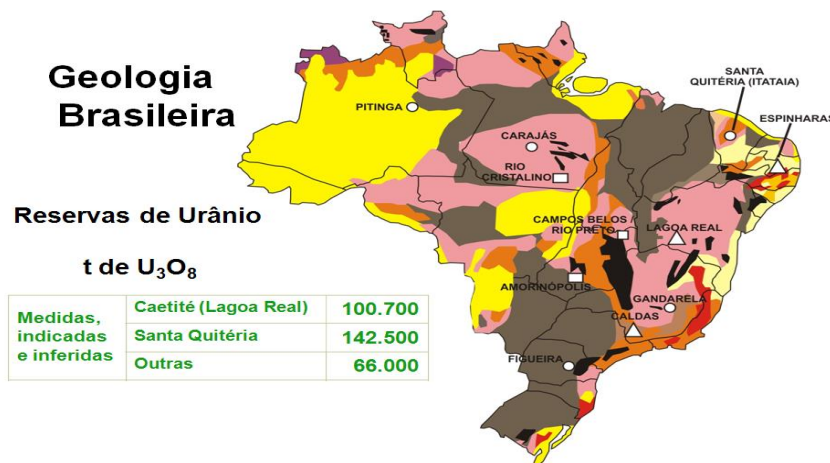 Geologia
Brasileira
Reservas de Urânio
t de U₃O₈
Medidas,
indicadas
e inferidas
Caetité (Lagoa Real) 100.700
Santa Quitéria 142.500
Outras 66.000
SANTA
QUITÉRIA (ITATAIA)
ESPINHARAS
PITINGA
CARAJÁS
RIO
CRISTALINO
CAMPOS BELOS /
RIO PRETO
LAGOA REAL
AMORINÓPOLIS
GANDARELA
CALDAS
FIGUEIRA